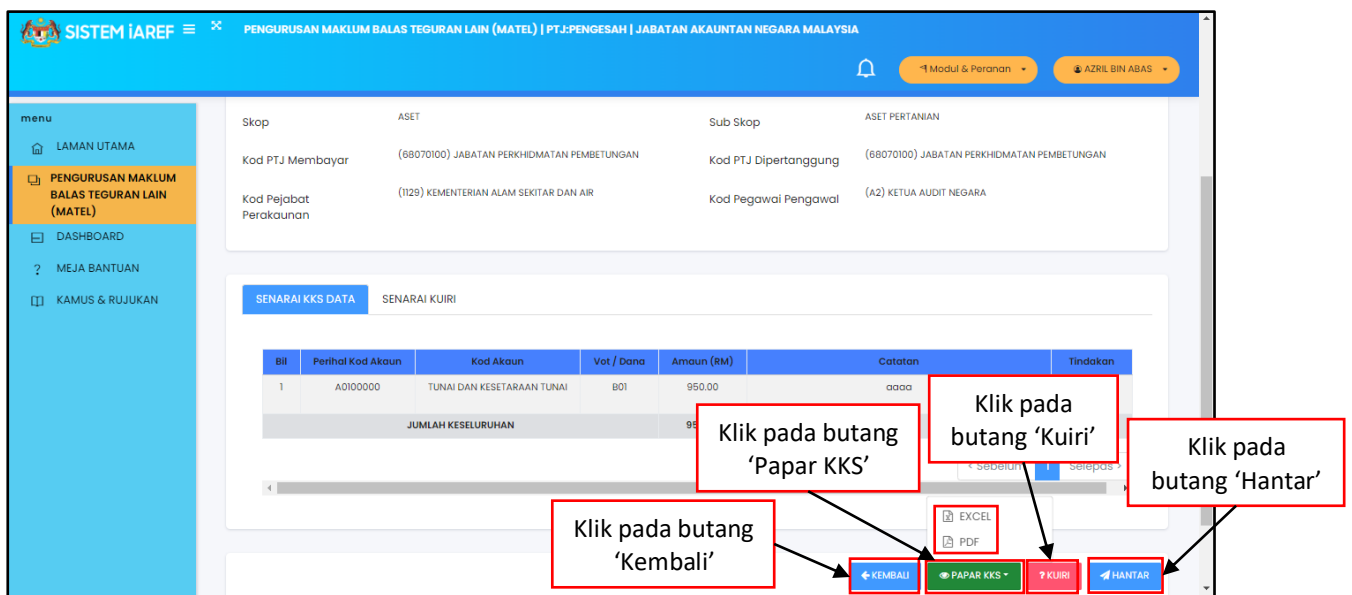 SISTEM iAREF
PENGURUSAN MAKLUM BALAS TEGURAN LAIN (MATEL) | PTJ:PENGESAH | JABATAN AKAUNTAN NEGARA MALAYSIA
Modul & Peranan
AZRIL BIN ABAS
menu
LAMAN UTAMA
PENGURUSAN MAKLUM
BALAS TEGURAN LAIN
(MATEL)
DASHBOARD
? MEJA BANTUAN
KAMUS & RUJUKAN
Skop ASET Sub Skop ASET PERTANIAN
Kod PTJ Membayar (68070100) JABATAN PERKHIDMATAN PEMBETUNGAN Kod PTJ Dipertanggung (68070100) JABATAN PERKHIDMATAN PEMBETUNGAN
Kod Pejabat (1129) KEMENTERIAN ALAM SEKITAR DAN AIR Kod Pegawai Pengawal (A2) KETUA AUDIT NEGARA
Perakaunan
SENARAI KKS DATA SENARAI KUIRI
Bil Perihal Kod Akaun Kod Akaun Vot / Dana Amaun (RM) Catatan Tindakan
1 A0100000 TUNAI DAN KESETARAAN TUNAI B01 950.00 aaaa
JUMLAH KESELURUHAN
Klik pada butang
'Papar KKS'
Klik pada
butang 'Kuiri'
Klik pada
butang 'Hantar'
Klik pada butang
'Kembali'
‹ Sebelum 1 Selepas ›
EXCEL
PDF
KEMBALI PAPAR KKS ? KUIRI HANTAR